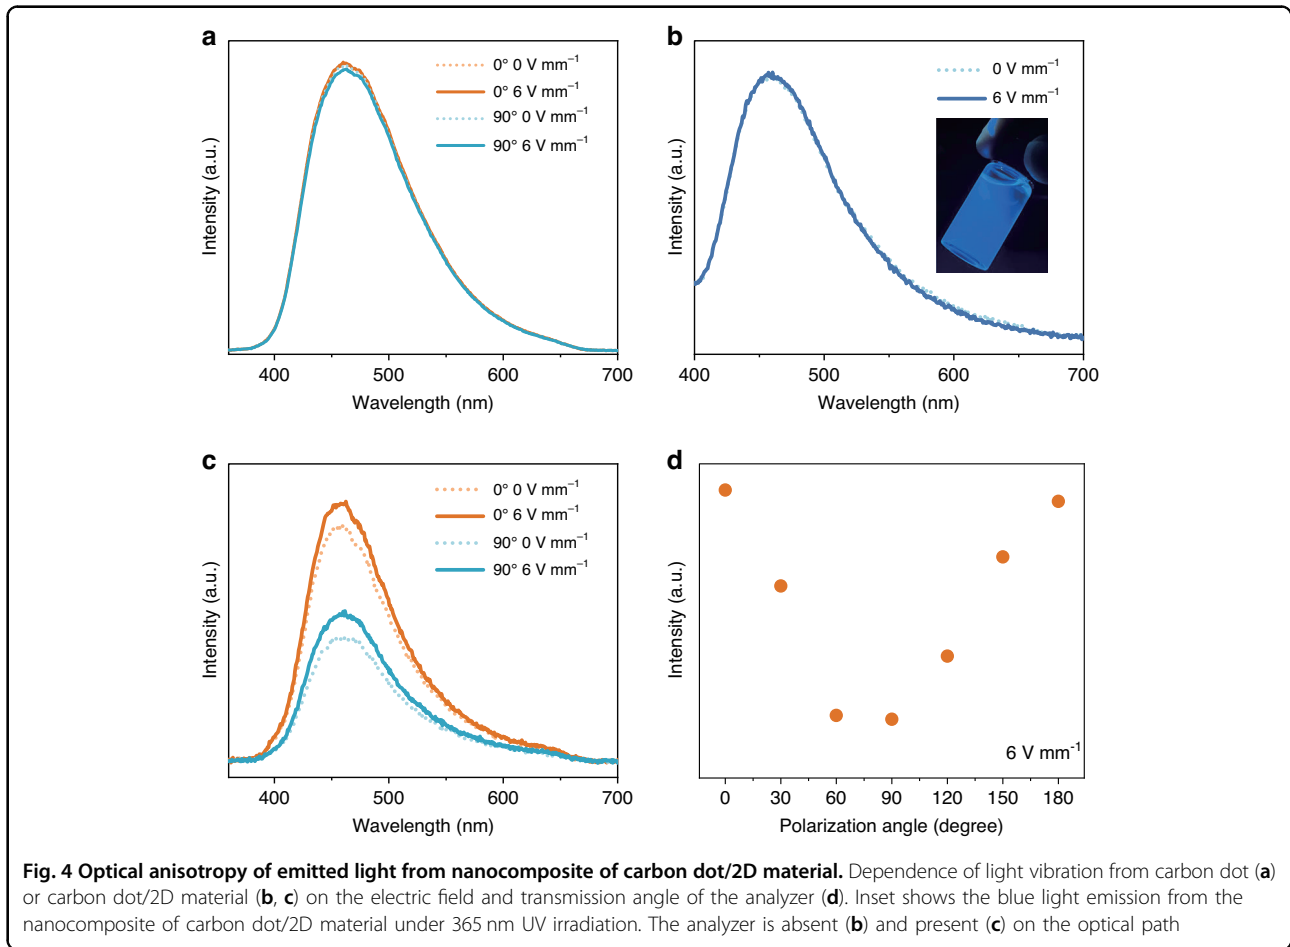 a
0° 0 V mm⁻¹
0° 6 V mm⁻¹
90° 0 V mm⁻¹
90° 6 V mm⁻¹
Intensity (a.u.)
400 500 600 700
Wavelength (nm)
b
0 V mm⁻¹
6 V mm⁻¹
Intensity (a.u.)
400 500 600 700
Wavelength (nm)
c
0° 0 V mm⁻¹
0° 6 V mm⁻¹
90° 0 V mm⁻¹
90° 6 V mm⁻¹
Intensity (a.u.)
400 500 600 700
Wavelength (nm)
d
Intensity (a.u.)
6 V mm⁻¹
0 30 60 90 120 150 180
Polarization angle (degree)
Fig. 4 Optical anisotropy of emitted light from nanocomposite of carbon dot/2D material. Dependence of light vibration from carbon dot (a)
or carbon dot/2D material (b, c) on the electric field and transmission angle of the analyzer (d). Inset shows the blue light emission from the
nanocomposite of carbon dot/2D material under 365 nm UV irradiation. The analyzer is absent (b) and present (c) on the optical path